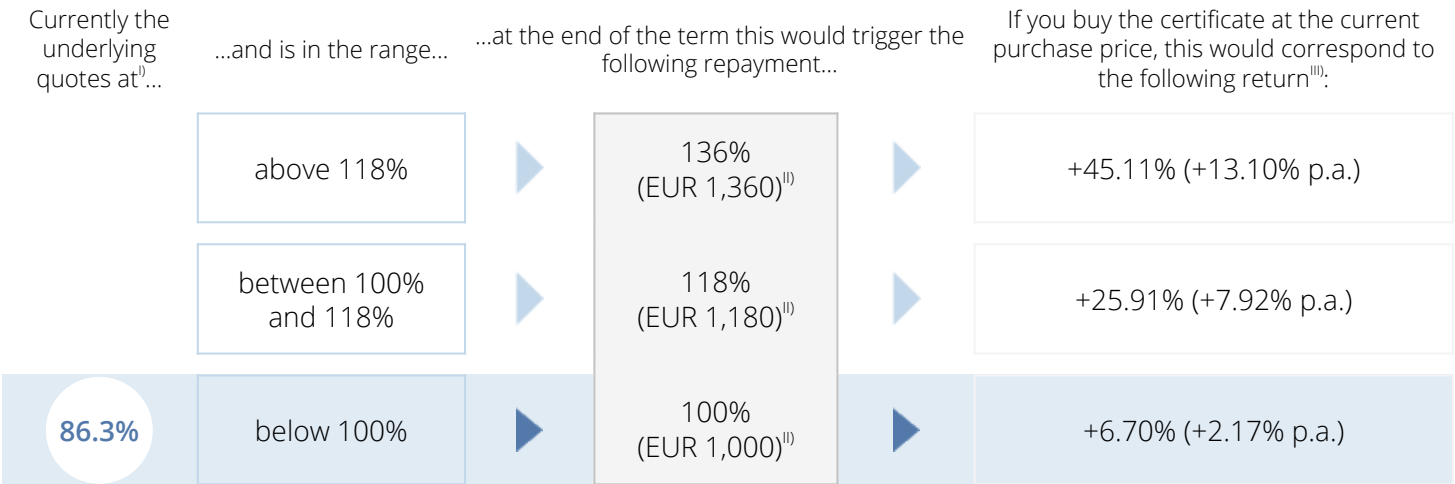 Currently the
underlying
quotes atᴵ⁾...
...and is in the range...
...at the end of the term this would trigger the
following repayment...
If you buy the certificate at the current
purchase price, this would correspond to
the following returnᴵᴵᴵ⁾:
above 118%
136%
(EUR 1,360)ᴵᴵ⁾
+45.11% (+13.10% p.a.)
between 100%
and 118%
118%
(EUR 1,180)ᴵᴵ⁾
+25.91% (+7.92% p.a.)
86.3%
below 100%
100%
(EUR 1,000)ᴵᴵ⁾
+6.70% (+2.17% p.a.)